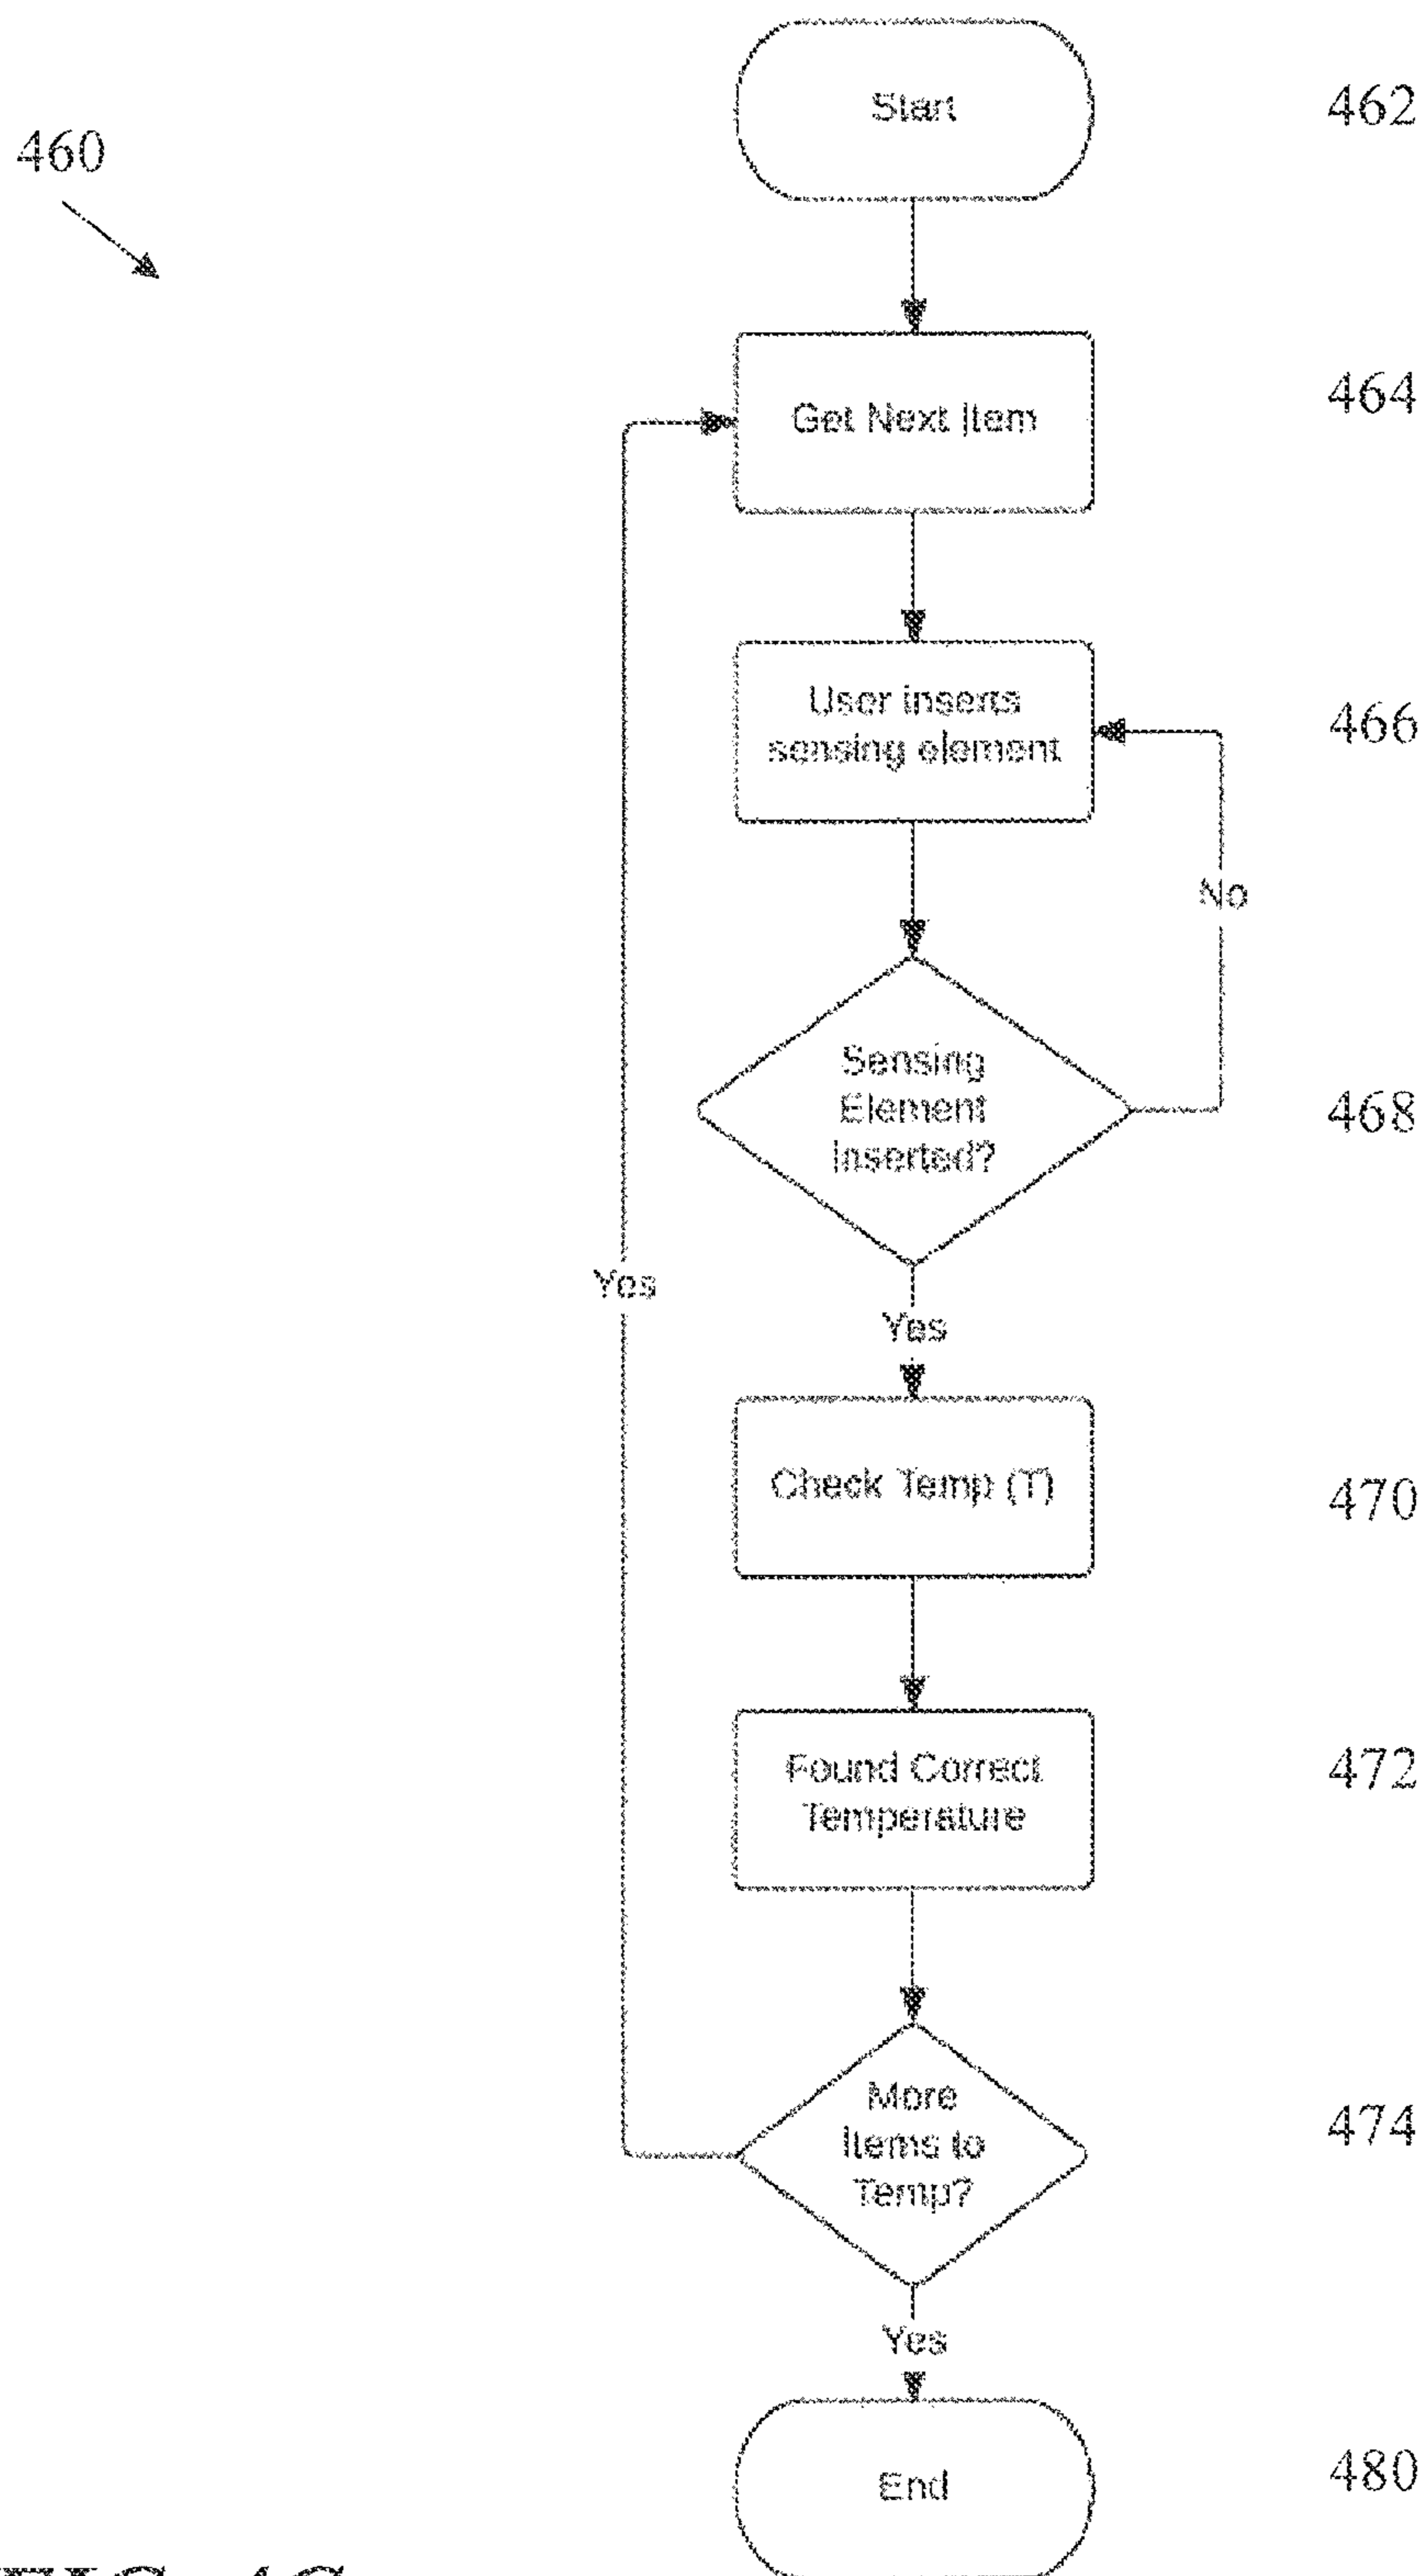 460
Start
462
Get Next Item
464
User inserts
sensing element
466
No
Sensing
Element
Inserted?
468
Yes
Yes
Check Temp (T)
470
Found Correct
Temperature
472
More
Items to
Temp?
474
Yes
End
480